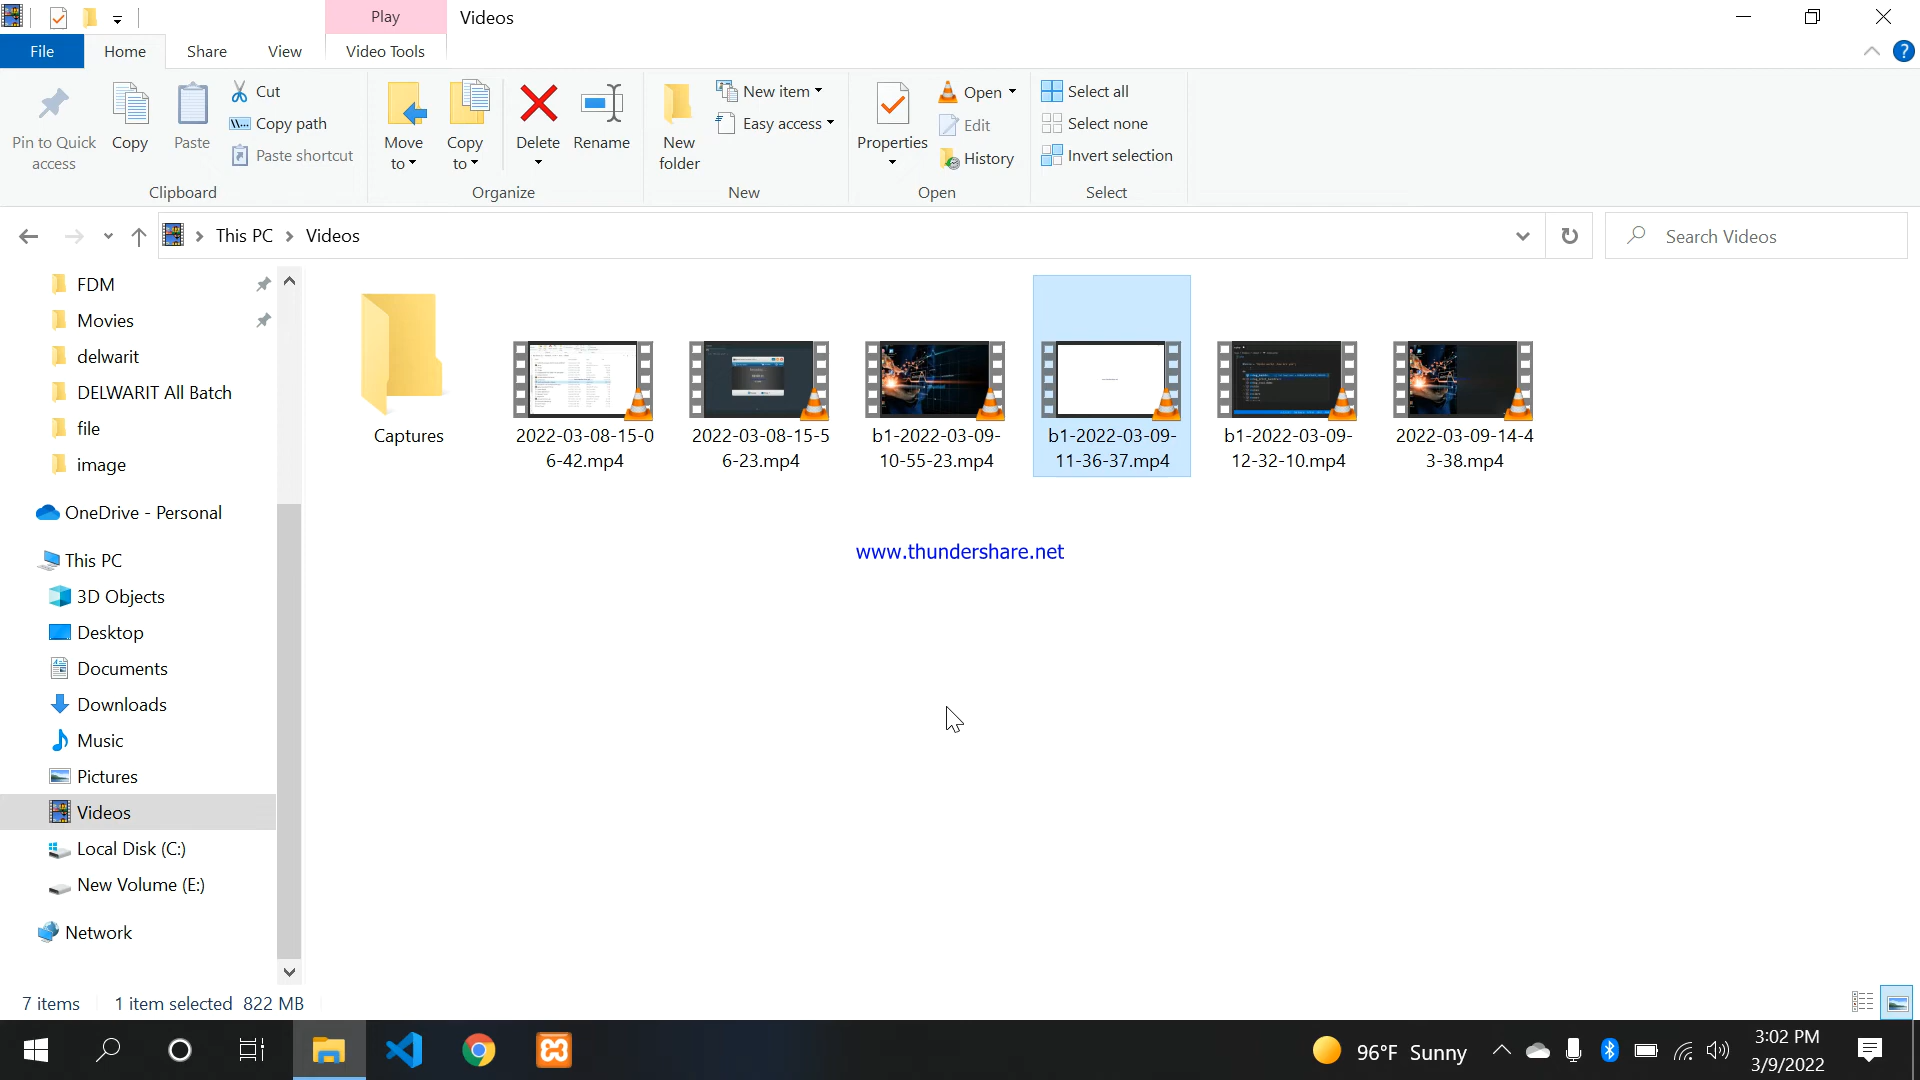 Play
Videos
File
Home
Share
View
Video Tools
Pin to Quick access
Copy
Paste
Cut
Copy path
Paste shortcut
Clipboard
Move to
Copy to
Delete
Rename
Organize
New folder
New item
Easy access
New
Properties
Open
Edit
History
Open
Select all
Select none
Invert selection
Select
This PC
Videos
Search Videos
FDM
Movies
delwarit
DELWARIT All Batch
file
image
OneDrive - Personal
This PC
3D Objects
Desktop
Documents
Downloads
Music
Pictures
Videos
Local Disk (C:)
New Volume (E:)
Network
Captures
2022-03-08-15-0
6-42.mp4
2022-03-08-15-5
6-23.mp4
b1-2022-03-09-
10-55-23.mp4
b1-2022-03-09-
11-36-37.mp4
b1-2022-03-09-
12-32-10.mp4
2022-03-09-14-4
3-38.mp4
www.thundershare.net
7 items
1 item selected 822 MB
96°F Sunny
3:02 PM
3/9/2022